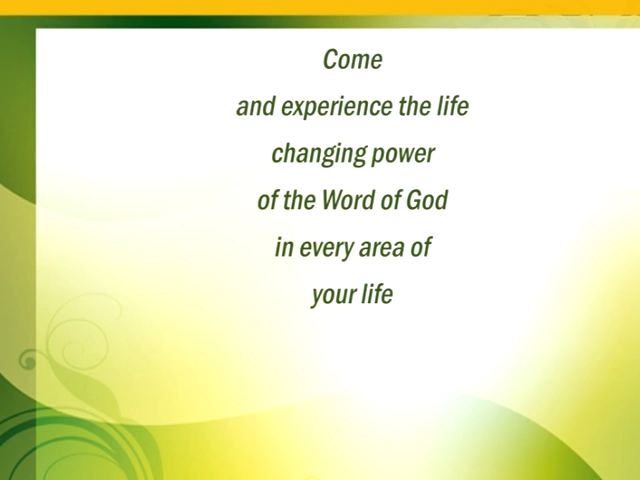 Come
and experience the life
changing power
of the Word of God
in every area of
your life